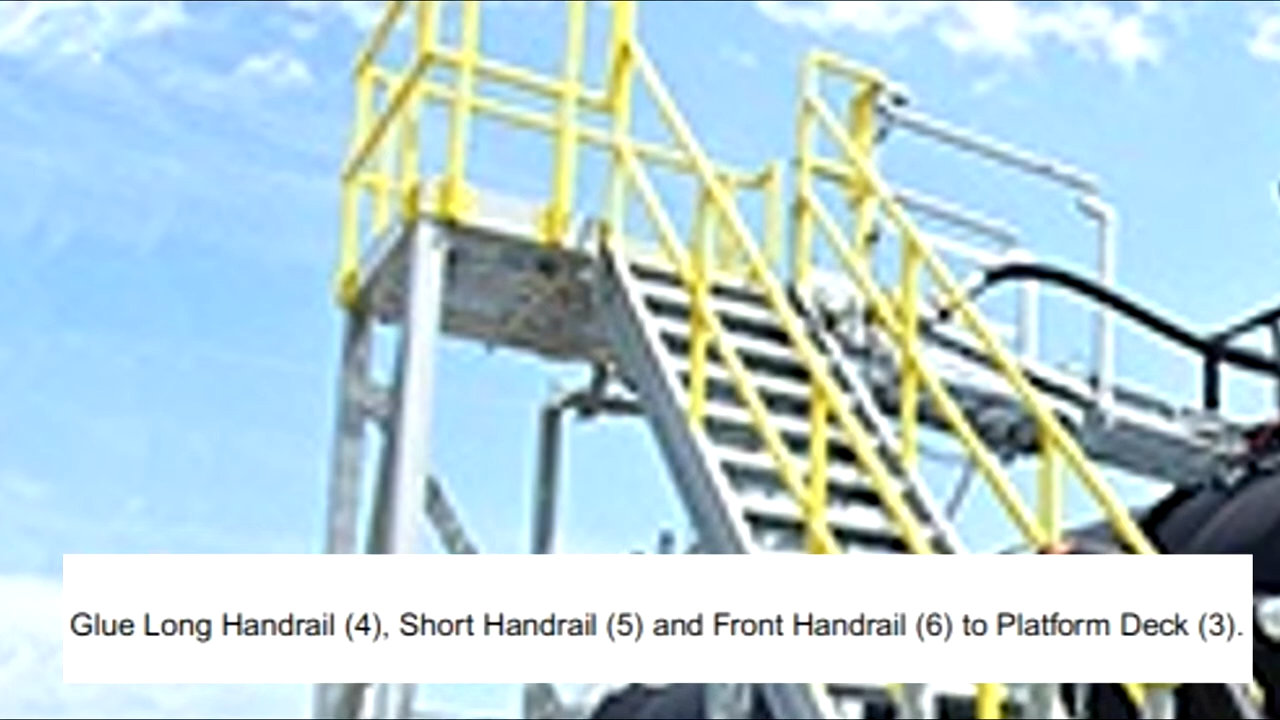 Glue Long Handrail (4), Short Handrail (5) and Front Handrail (6) to Platform Deck (3).